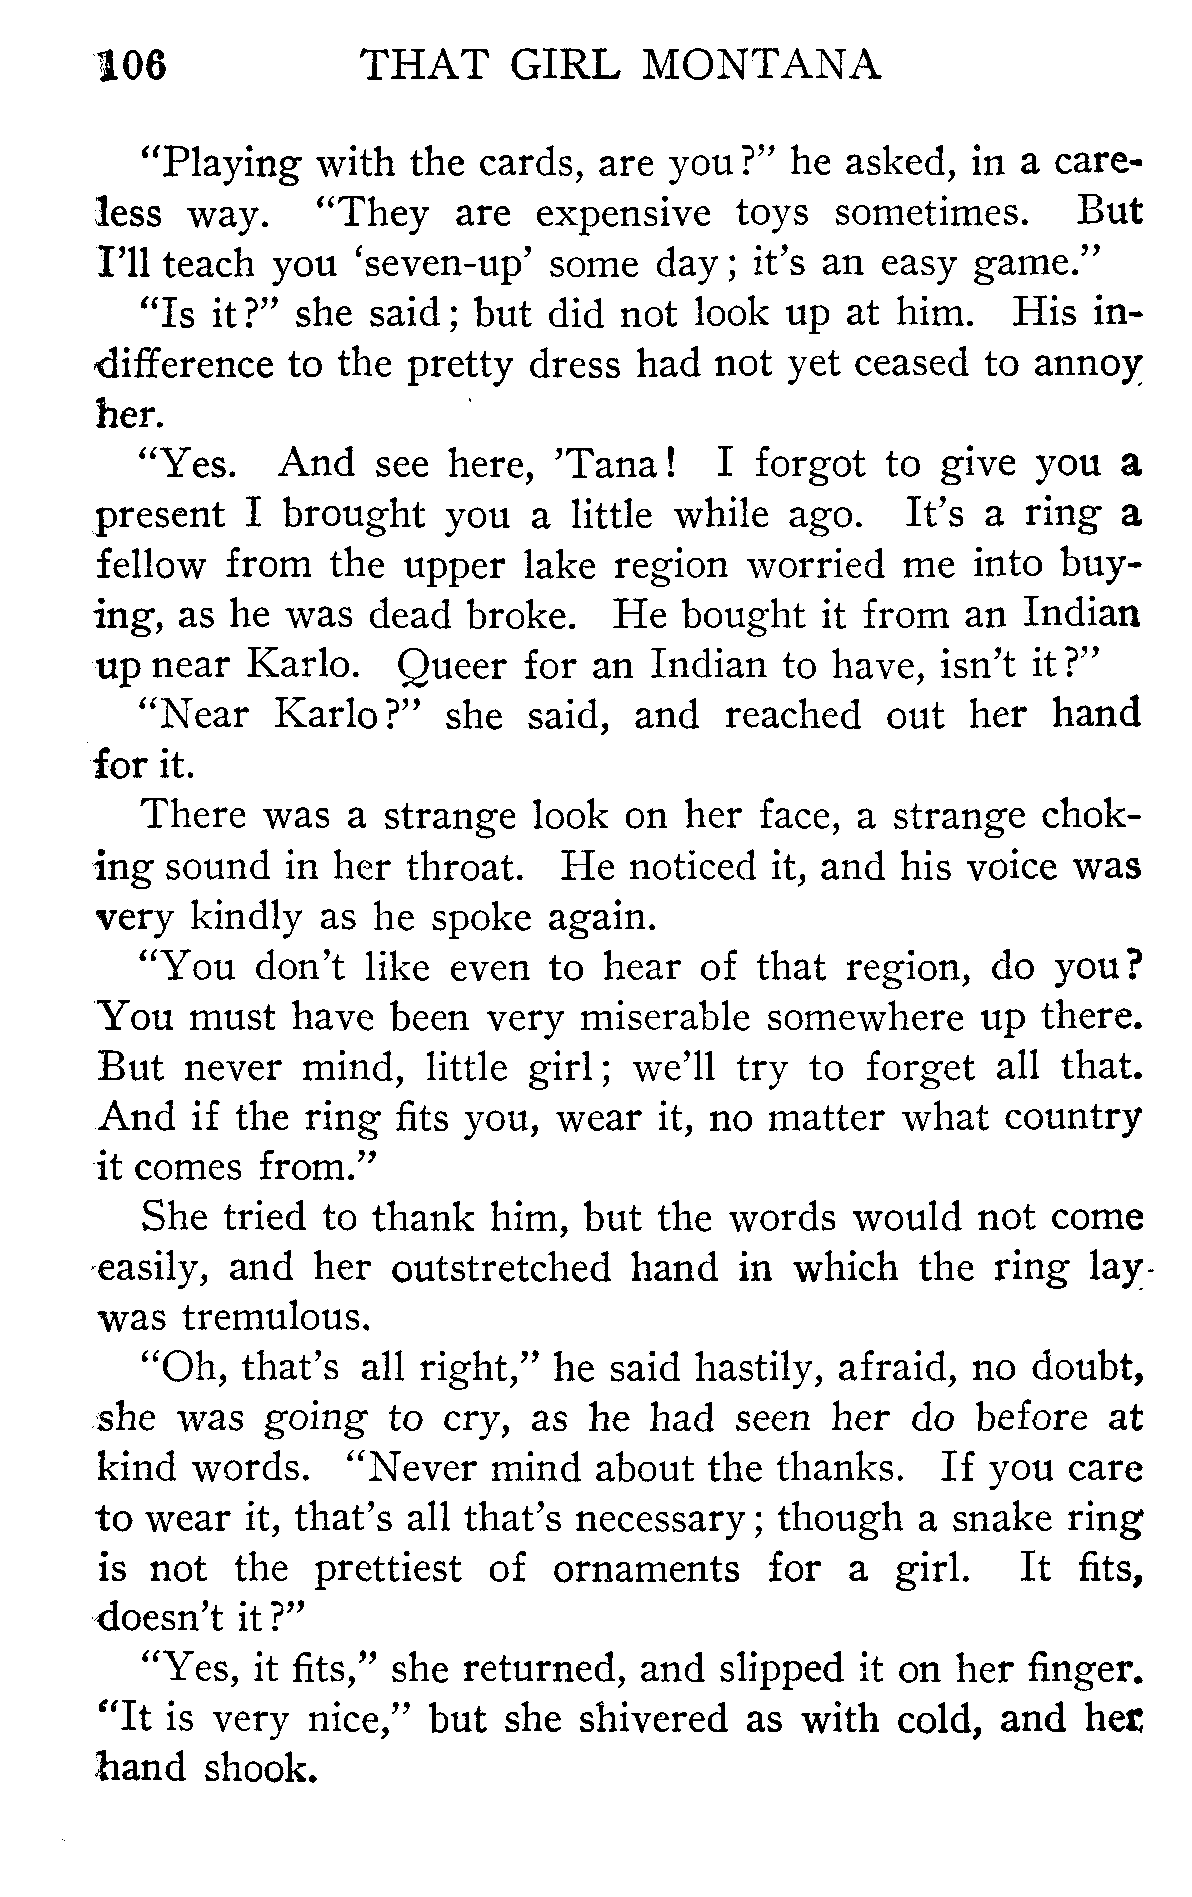 106 THAT GIRL MONTANA
“Playing with the cards, are you?” he asked, in a care-
less way. “They are expensive toys sometimes. But
I’ll teach you ‘seven-up’ some day; it’s an easy game.”
“Is it?” she said; but did not look up at him. His in-
difference to the pretty dress had not yet ceased to annoy
her.
“Yes. And see here, ’Tana! I forgot to give you a
present I brought you a little while ago. It’s a ring a
fellow from the upper lake region worried me into buy-
ing, as he was dead broke. He bought it from an Indian
up near Karlo. Queer for an Indian to have, isn’t it?”
“Near Karlo?” she said, and reached out her hand
for it.
There was a strange look on her face, a strange chok-
ing sound in her throat. He noticed it, and his voice was
very kindly as he spoke again.
“You don’t like even to hear of that region, do you?
You must have been very miserable somewhere up there.
But never mind, little girl; we’ll try to forget all that.
And if the ring fits you, wear it, no matter what country
it comes from.”
She tried to thank him, but the words would not come
easily, and her outstretched hand in which the ring lay
was tremulous.
“Oh, that’s all right,” he said hastily, afraid, no doubt,
she was going to cry, as he had seen her do before at
kind words. “Never mind about the thanks. If you care
to wear it, that’s all that’s necessary; though a snake ring
is not the prettiest of ornaments for a girl. It fits,
doesn’t it?”
“Yes, it fits,” she returned, and slipped it on her finger.
“It is very nice,” but she shivered as with cold, and her
hand shook.